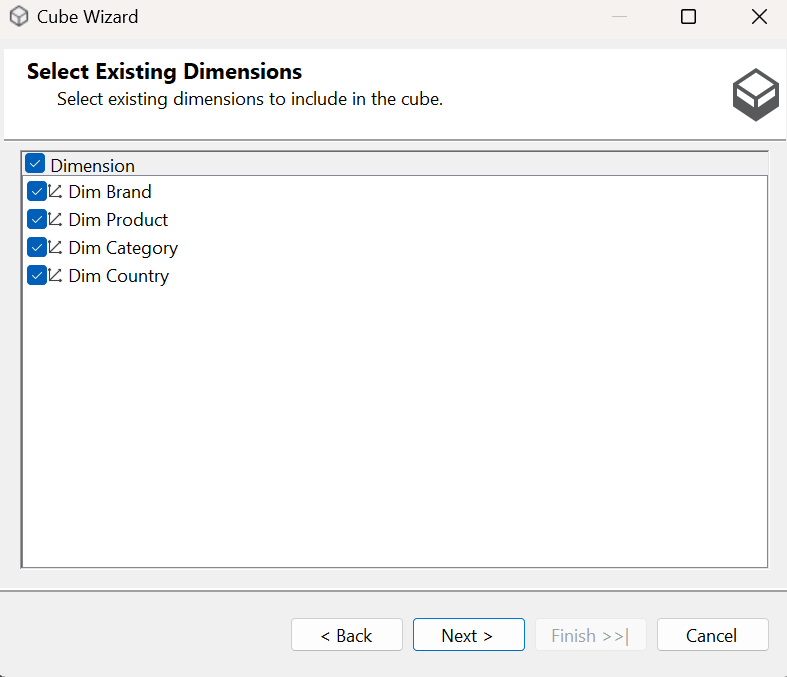 Cube Wizard
Select Existing Dimensions
Select existing dimensions to include in the cube.
Dimension
Dim Brand
Dim Product
Dim Category
Dim Country
< Back
Next >
Finish >>|
Cancel